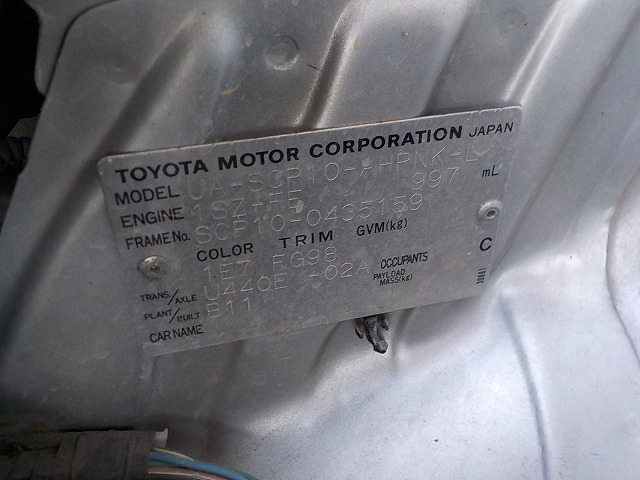 TOYOTA MOTOR CORPORATION JAPAN
MODEL UA-SCP10-AHPNK-L
ENGINE 1SZ-FE 997 mL
FRAME No. SCP10-0435159
COLOR TRIM GVM(kg)
1E7 FG98 C
TRANS/AXLE U440E -02A OCCUPANTS
PLANT/BUILT B11 PAYLOAD MASS(kg)
CAR NAME